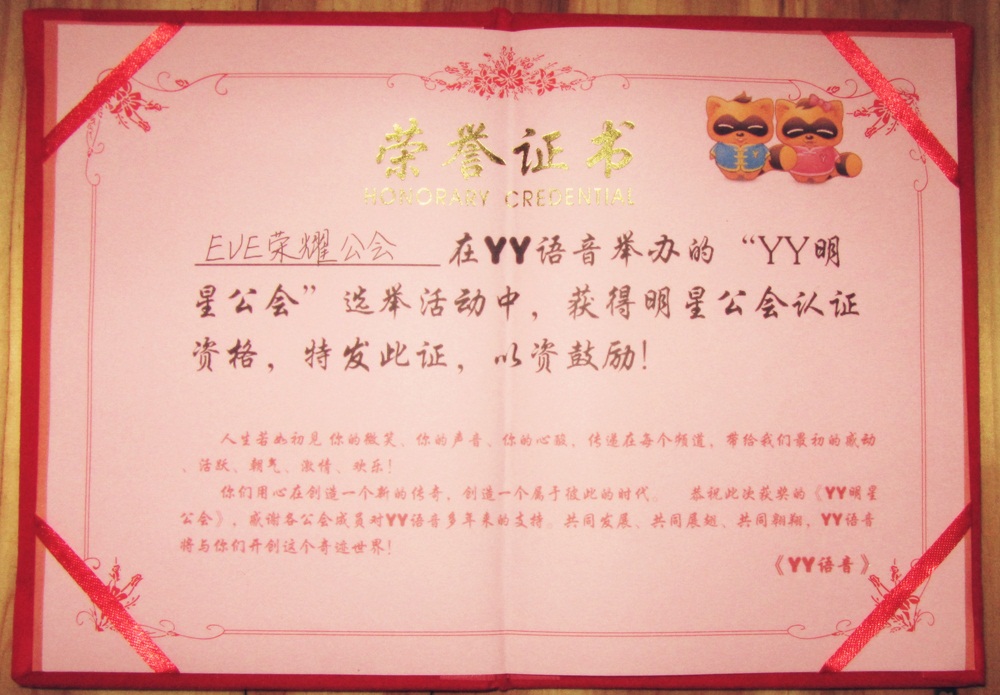 荣誉证书
HONORARY CREDENTIAL
EVE荣耀公会 在YY语音举办的“YY明
星公会”选举活动中，获得明星公会认证
资格，特发此证，以资鼓励！
人生若如初见 你的微笑、你的声音、你的心跳，传递在每个频道，带给我们最初的感动
、活跃、朝气、激情、欢乐！
你们用心在创造一个新的传奇，创造一个属于彼此的时代。 恭祝此次获奖的《YY明星
公会》，感谢各公会成员对YY语音多年来的支持。共同发展、共同展翅、共同翱翔，YY语音
将与你们开创这个奇迹世界！
《YY语音》